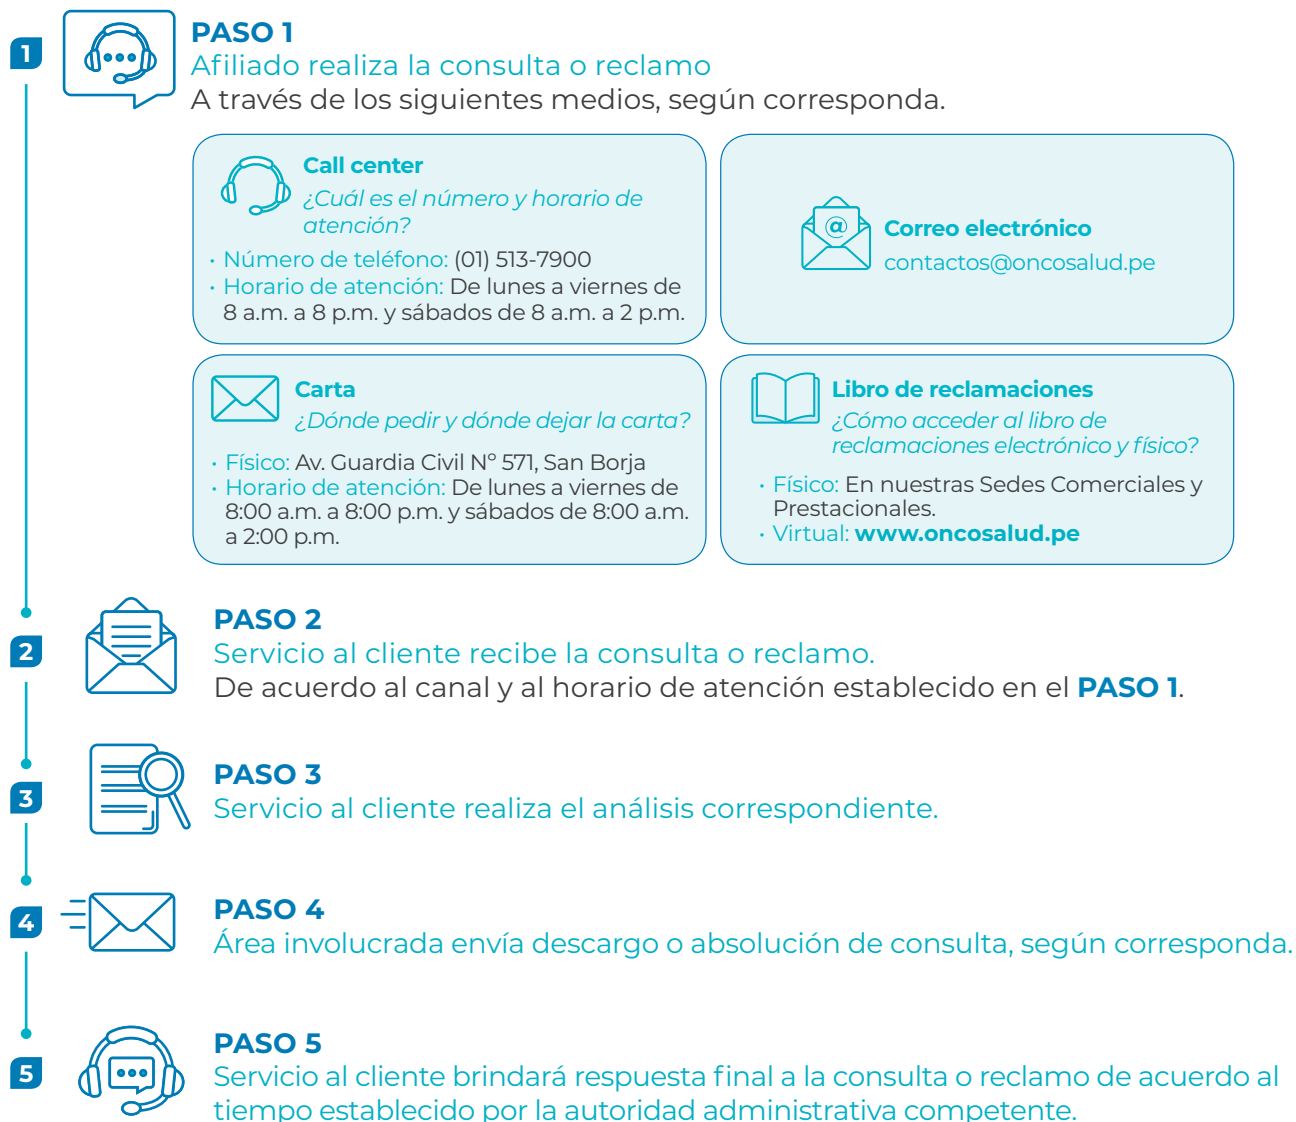 1
PASO 1
Afiliado realiza la consulta o reclamo
A través de los siguientes medios, según corresponda.
Call center
¿Cuál es el número y horario de
atención?
· Número de teléfono: (01) 513-7900
· Horario de atención: De lunes a viernes de
8 a.m. a 8 p.m. y sábados de 8 a.m. a 2 p.m.
@
Correo electrónico
contactos@oncosalud.pe
Carta
¿Dónde pedir y dónde dejar la carta?
· Físico: Av. Guardia Civil Nº 571, San Borja
· Horario de atención: De lunes a viernes de
8:00 a.m. a 8:00 p.m. y sábados de 8:00 a.m.
a 2:00 p.m.
Libro de reclamaciones
¿Cómo acceder al libro de
reclamaciones electrónico y físico?
· Físico: En nuestras Sedes Comerciales y
Prestacionales.
· Virtual: www.oncosalud.pe
2
PASO 2
Servicio al cliente recibe la consulta o reclamo.
De acuerdo al canal y al horario de atención establecido en el PASO 1.
3
PASO 3
Servicio al cliente realiza el análisis correspondiente.
4
PASO 4
Área involucrada envía descargo o absolución de consulta, según corresponda.
5
PASO 5
Servicio al cliente brindará respuesta final a la consulta o reclamo de acuerdo al
tiempo establecido por la autoridad administrativa competente.